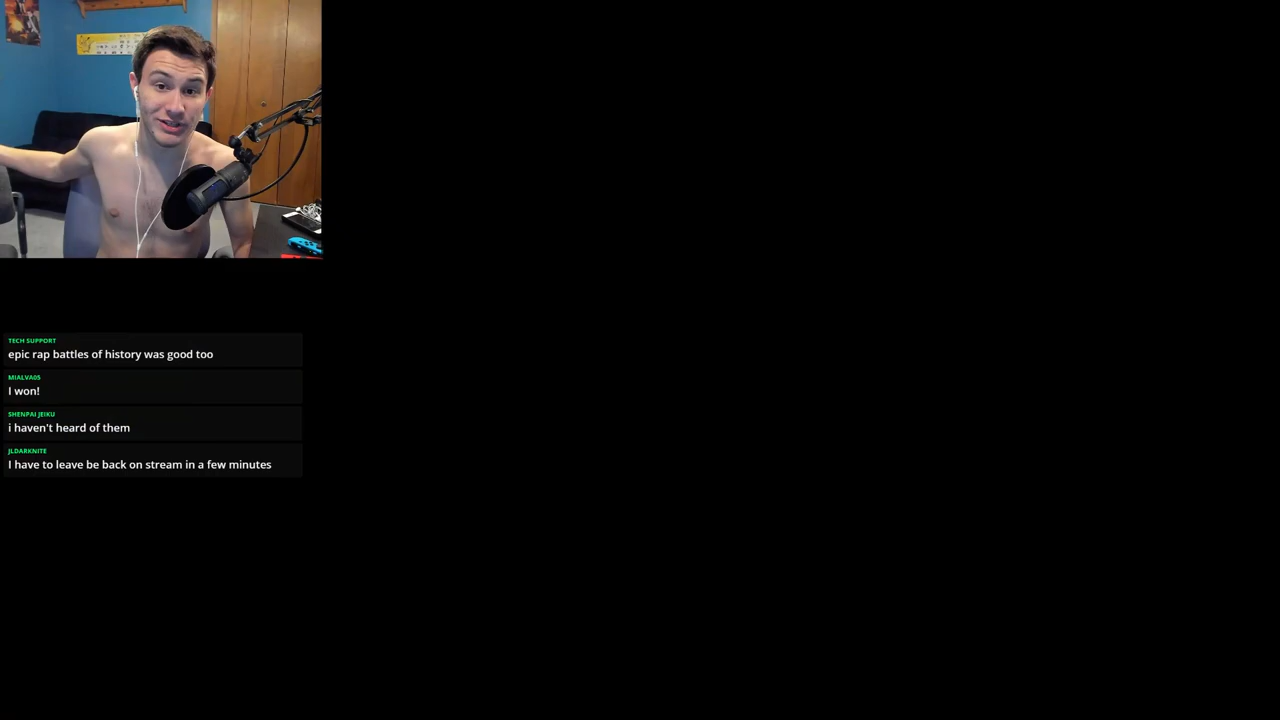 TECH SUPPORT
epic rap battles of history was good too
MIALVA05
I won!
SHENPAI JEIKU
i haven't heard of them
JLDARKNITE
I have to leave be back on stream in a few minutes